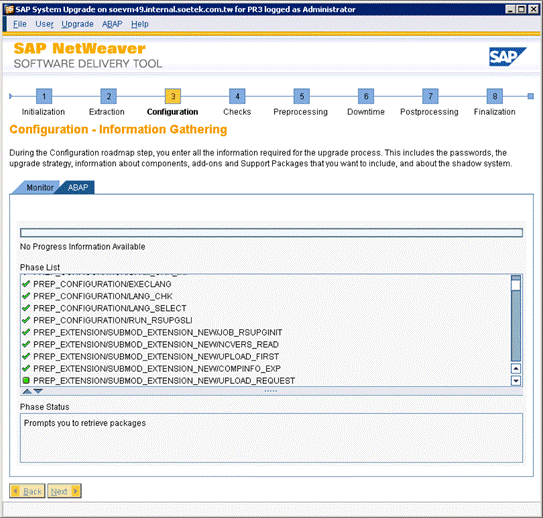 SAP System Upgrade on soevm49.internal.soetek.com.tw for PR3 logged as Administrator
File User Upgrade ABAP Help
SAP NetWeaver
SOFTWARE DELIVERY TOOL
SAP
1 2 3 4 5 6 7 8
Initialization Extraction Configuration Checks Preprocessing Downtime Postprocessing Finalization
Configuration - Information Gathering
During the Configuration roadmap step, you enter all the information required for the upgrade process. This includes the passwords, the
upgrade strategy, information about components, add-ons and Support Packages that you want to include, and about the shadow system.
Monitor ABAP
No Progress Information Available
Phase List
PREP_CONFIGURATION/EXECLANG
PREP_CONFIGURATION/LANG_CHK
PREP_CONFIGURATION/LANG_SELECT
PREP_CONFIGURATION/RUN_RSUPGSLI
PREP_EXTENSION/SUBMOD_EXTENSION_NEW/JOB_RSUPGINIT
PREP_EXTENSION/SUBMOD_EXTENSION_NEW/NCVERS_READ
PREP_EXTENSION/SUBMOD_EXTENSION_NEW/UPLOAD_FIRST
PREP_EXTENSION/SUBMOD_EXTENSION_NEW/COMPINFO_EXP
PREP_EXTENSION/SUBMOD_EXTENSION_NEW/UPLOAD_REQUEST
Phase Status
Prompts you to retrieve packages
Back Next